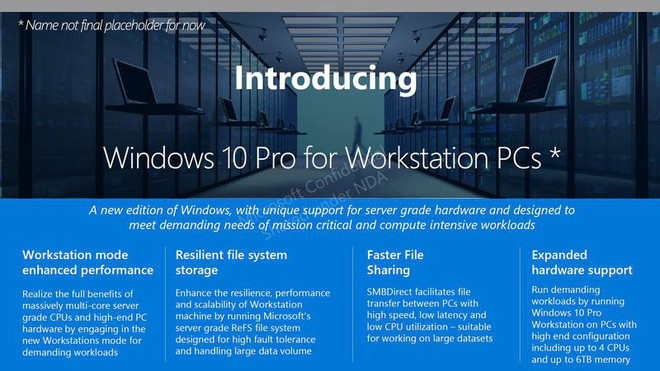 * Name not final placeholder for now
Introducing
Windows 10 Pro for Workstation PCs *
Microsoft Confidential
Shared under NDA
A new edition of Windows, with unique support for server grade hardware and designed to
meet demanding needs of mission critical and compute intensive workloads
Workstation mode
enhanced performance
Realize the full benefits of
massively multi-core server
grade CPUs and high-end PC
hardware by engaging in the
new Workstations mode for
demanding workloads
Resilient file system
storage
Enhance the resilience, performance
and scalability of Workstation
machine by running Microsoft's
server grade ReFS file system
designed for high fault tolerance
and handling large data volume
Faster File
Sharing
SMBDirect facilitates file
transfer between PCs with
high speed, low latency and
low CPU utilization – suitable
for working on large datasets
Expanded
hardware support
Run demanding
workloads by running
Windows 10 Pro
Workstation on PCs with
high end configuration
including up to 4 CPUs
and up to 6TB memory